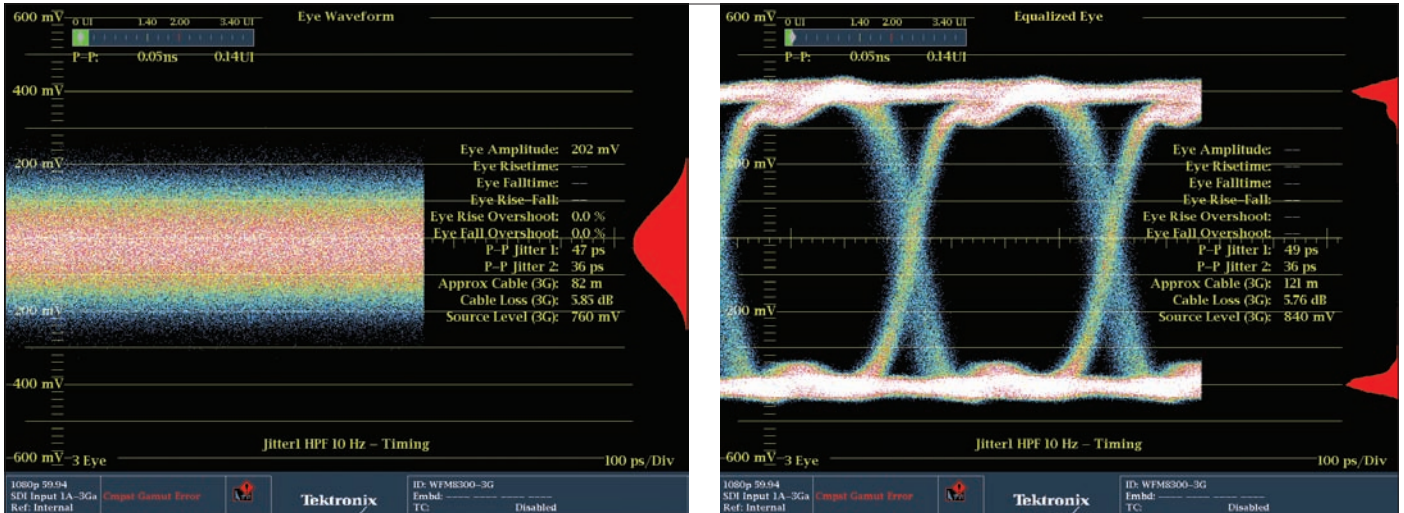 600 mV
0 UI 1.40 2.00 3.40 UI
Eye Waveform
P-P: 0.05ns 0.14UI
400 mV
200 mV
Eye Amplitude: 202 mV
Eye Risetime: ——
Eye Falltime: ——
Eye Rise-Fall: ——
Eye Rise Overshoot: 0.0 %
Eye Fall Overshoot: 0.0 %
P-P Jitter 1: 47 ps
P-P Jitter 2: 36 ps
Approx Cable (3G): 82 m
Cable Loss (3G): 5.85 dB
Source Level (3G): 760 mV
-200 mV
-400 mV
Jitter1 HPF 10 Hz - Timing
-600 mV 3 Eye 100 ps/Div
1080p 59.94
SDI Input 1A-3Ga
Ref: Internal
Cmpst Gamut Error
Tektronix
ID: WFM8300-3G
Embd: ---- ---- ---- ----
TC: Disabled
600 mV
0 UI 1.40 2.00 3.40 UI
Equalized Eye
P-P: 0.05ns 0.14UI
400 mV
200 mV
Eye Amplitude: ——
Eye Risetime: ——
Eye Falltime: ——
Eye Rise-Fall: ——
Eye Rise Overshoot: ——
Eye Fall Overshoot: ——
P-P Jitter 1: 49 ps
P-P Jitter 2: 36 ps
Approx Cable (3G): 121 m
Cable Loss (3G): 5.76 dB
Source Level (3G): 840 mV
-200 mV
-400 mV
Jitter1 HPF 10 Hz - Timing
-600 mV 3 Eye 100 ps/Div
1080p 59.94
SDI Input 1A-3Ga
Ref: Internal
Cmpst Gamut Error
Tektronix
ID: WFM8300-3G
Embd: ---- ---- ---- ----
TC: Disabled